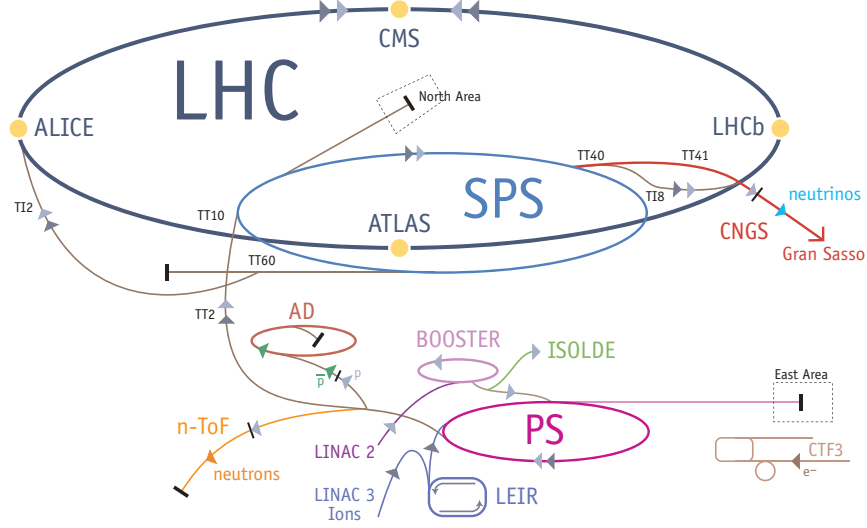 CMS
LHC
North Area
ALICE
LHCb
TT40
TT41
SPS
TI8
neutrinos
TI2
TT10
ATLAS
CNGS
Gran Sasso
TT60
TT2
AD
BOOSTER
ISOLDE
p
p
East Area
n-ToF
PS
LINAC 2
CTF3
neutrons
e−
LINAC 3
Ions
LEIR